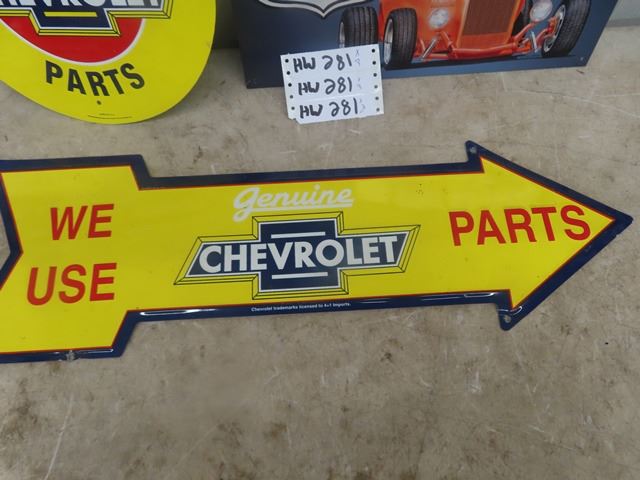 CHEVROLET
PARTS
HW 281
HW 281
HW 281
WE
USE
Genuine
CHEVROLET
PARTS
Chevrolet trademarks licensed to A+1 Imports.